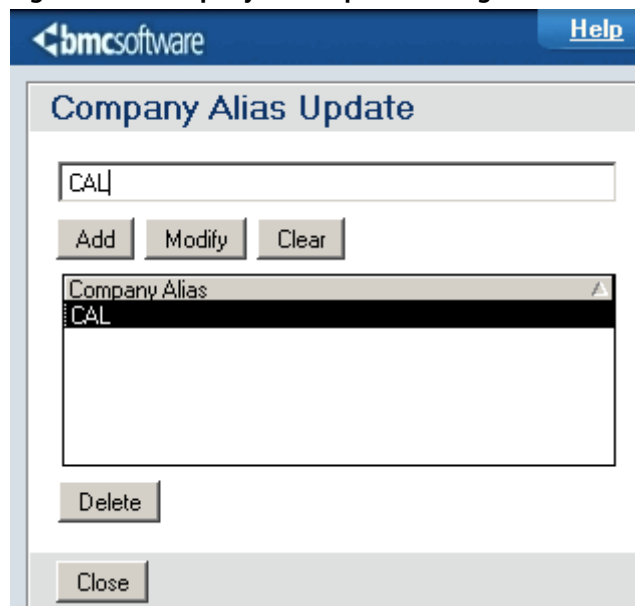 bmcsoftware
Help
Company Alias Update
CAL
Add Modify Clear
Company Alias
CAL
Delete
Close